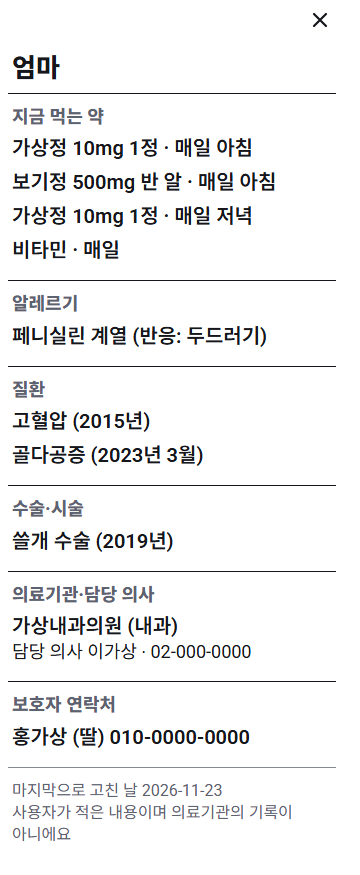 엄마
지금 먹는 약
가상정 10mg 1정 · 매일 아침
보기정 500mg 반 알 · 매일 아침
가상정 10mg 1정 · 매일 저녁
비타민 · 매일
알레르기
페니실린 계열 (반응: 두드러기)
질환
고혈압 (2015년)
골다공증 (2023년 3월)
수술·시술
쓸개 수술 (2019년)
의료기관·담당 의사
가상내과의원 (내과)
담당 의사 이가상 · 02-000-0000
보호자 연락처
홍가상 (딸) 010-0000-0000
마지막으로 고친 날 2026-11-23
사용자가 적은 내용이며 의료기관의 기록이
아니에요